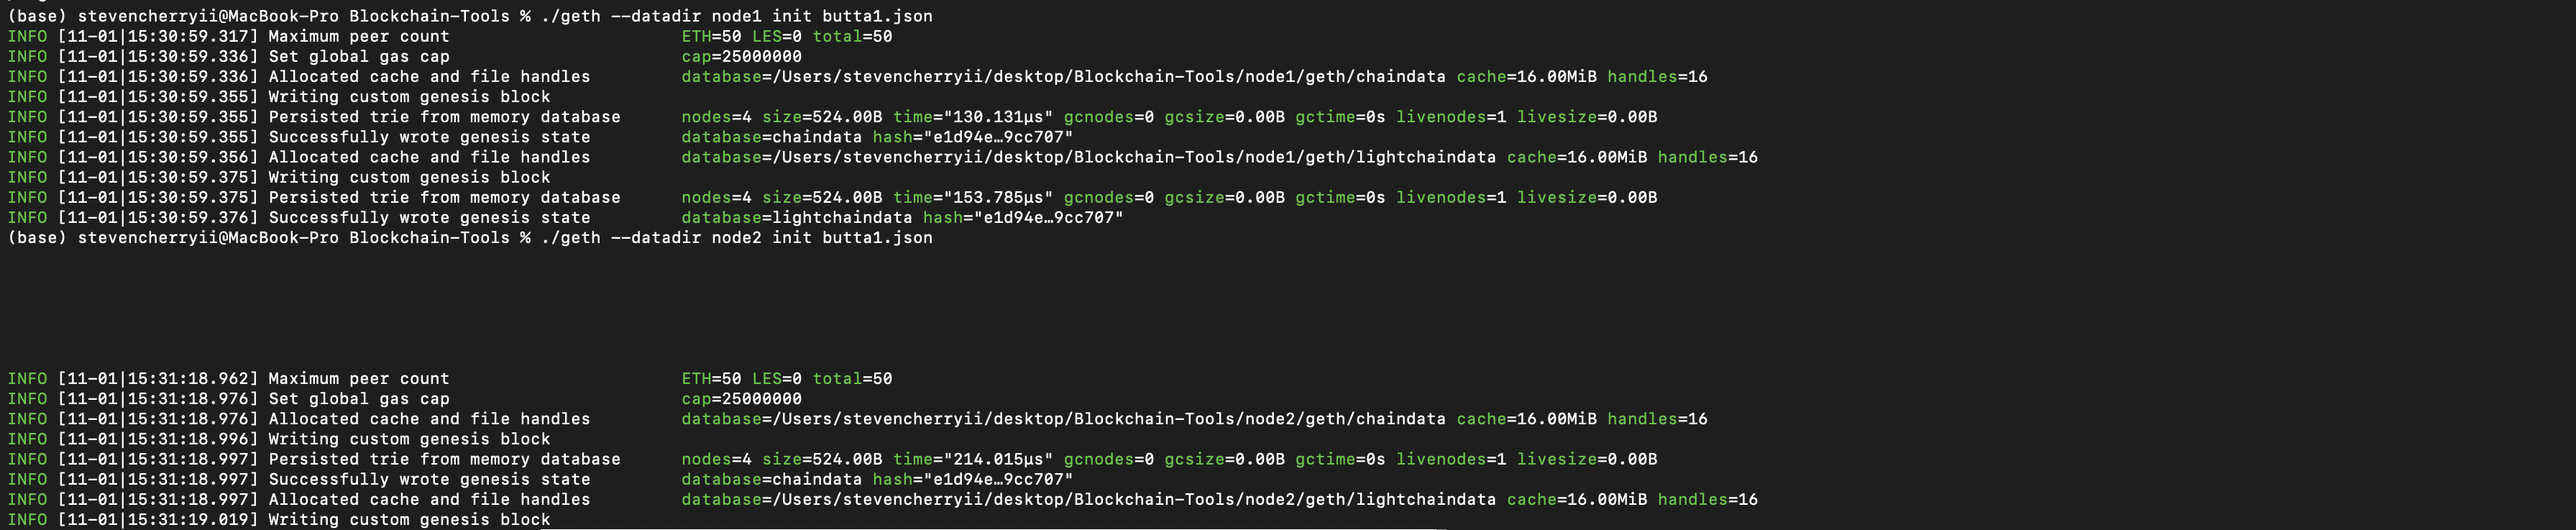 (base) stevencherryii@MacBook-Pro Blockchain-Tools % ./geth --datadir node1 init butta1.json
INFO [11-01|15:30:59.317] Maximum peer count                       ETH=50 LES=0 total=50
INFO [11-01|15:30:59.336] Set global gas cap                       cap=25000000
INFO [11-01|15:30:59.336] Allocated cache and file handles         database=/Users/stevencherryii/desktop/Blockchain-Tools/node1/geth/chaindata cache=16.00MiB handles=16
INFO [11-01|15:30:59.355] Writing custom genesis block
INFO [11-01|15:30:59.355] Persisted trie from memory database      nodes=4 size=524.00B time="130.131µs" gcnodes=0 gcsize=0.00B gctime=0s livenodes=1 livesize=0.00B
INFO [11-01|15:30:59.355] Successfully wrote genesis state         database=chaindata hash="e1d94e…9cc707"
INFO [11-01|15:30:59.356] Allocated cache and file handles         database=/Users/stevencherryii/desktop/Blockchain-Tools/node1/geth/lightchaindata cache=16.00MiB handles=16
INFO [11-01|15:30:59.375] Writing custom genesis block
INFO [11-01|15:30:59.375] Persisted trie from memory database      nodes=4 size=524.00B time="153.785µs" gcnodes=0 gcsize=0.00B gctime=0s livenodes=1 livesize=0.00B
INFO [11-01|15:30:59.376] Successfully wrote genesis state         database=lightchaindata hash="e1d94e…9cc707"
(base) stevencherryii@MacBook-Pro Blockchain-Tools % ./geth --datadir node2 init butta1.json
INFO [11-01|15:31:18.962] Maximum peer count                       ETH=50 LES=0 total=50
INFO [11-01|15:31:18.976] Set global gas cap                       cap=25000000
INFO [11-01|15:31:18.976] Allocated cache and file handles         database=/Users/stevencherryii/desktop/Blockchain-Tools/node2/geth/chaindata cache=16.00MiB handles=16
INFO [11-01|15:31:18.996] Writing custom genesis block
INFO [11-01|15:31:18.997] Persisted trie from memory database      nodes=4 size=524.00B time="214.015µs" gcnodes=0 gcsize=0.00B gctime=0s livenodes=1 livesize=0.00B
INFO [11-01|15:31:18.997] Successfully wrote genesis state         database=chaindata hash="e1d94e…9cc707"
INFO [11-01|15:31:18.997] Allocated cache and file handles         database=/Users/stevencherryii/desktop/Blockchain-Tools/node2/geth/lightchaindata cache=16.00MiB handles=16
INFO [11-01|15:31:19.019] Writing custom genesis block